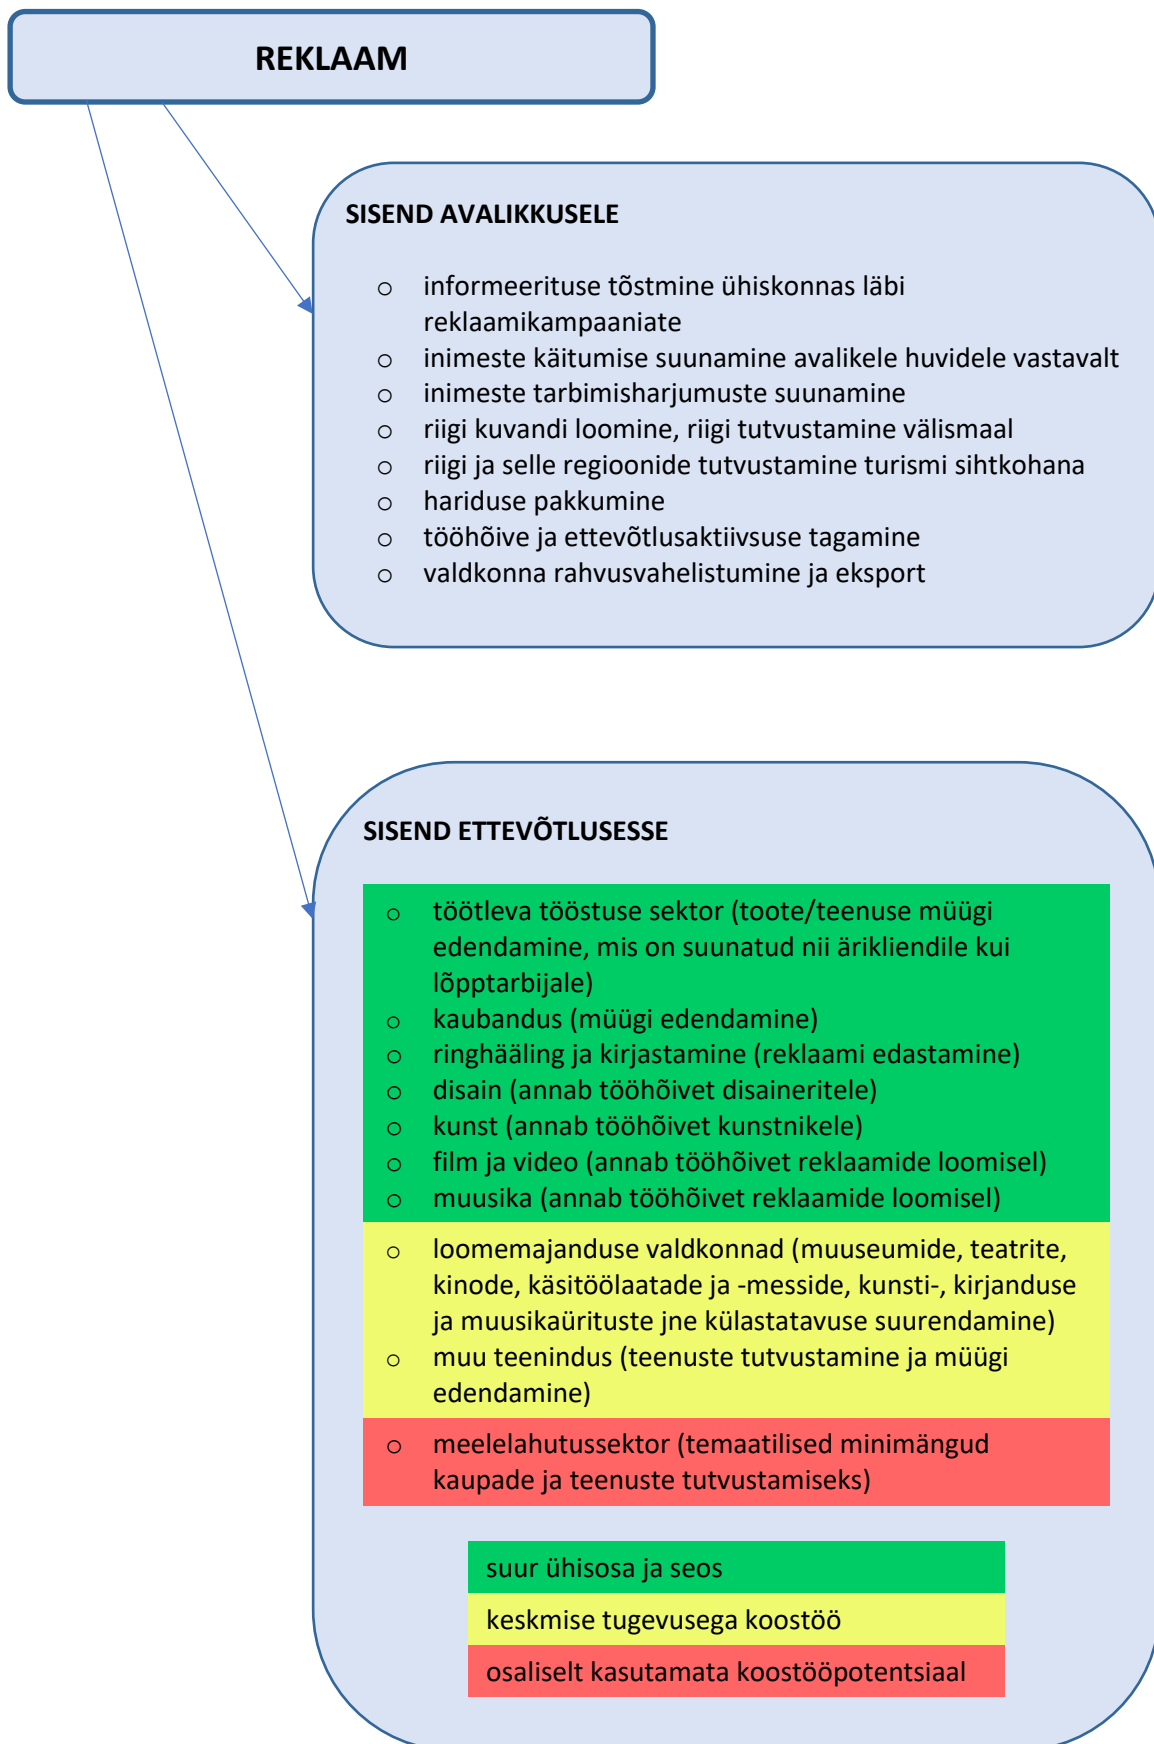 REKLAAM
SISEND AVALIKKUSELE
o informeerituse tõstmine ühiskonnas läbi
reklaamikampaaniate
o inimeste käitumise suunamine avalikele huvidele vastavalt
o inimeste tarbimisharjumuste suunamine
o riigi kuvandi loomine, riigi tutvustamine välismaal
o riigi ja selle regioonide tutvustamine turismi sihtkohana
o hariduse pakkumine
o tööhõive ja ettevõtlusaktiivsuse tagamine
o valdkonna rahvusvahelistumine ja eksport
SISEND ETTEVÕTLUSESSE
o töötleva tööstuse sektor (toote/teenuse müügi
edendamine, mis on suunatud nii ärikliendile kui
lõpptarbijale)
o kaubandus (müügi edendamine)
o ringhääling ja kirjastamine (reklaami edastamine)
o disain (annab tööhõivet disaineritele)
o kunst (annab tööhõivet kunstnikele)
o film ja video (annab tööhõivet reklaamide loomisel)
o muusika (annab tööhõivet reklaamide loomisel)
o loomemajanduse valdkonnad (muuseumide, teatrite,
kinode, käsitöölaatade ja -messide, kunsti-, kirjanduse
ja muusikaürituste jne külastatavuse suurendamine)
o muu teenindus (teenuste tutvustamine ja müügi
edendamine)
o meelelahutussektor (temaatilised minimängud
kaupade ja teenuste tutvustamiseks)
suur ühisosa ja seos
keskmise tugevusega koostöö
osaliselt kasutamata koostööpotentsiaal